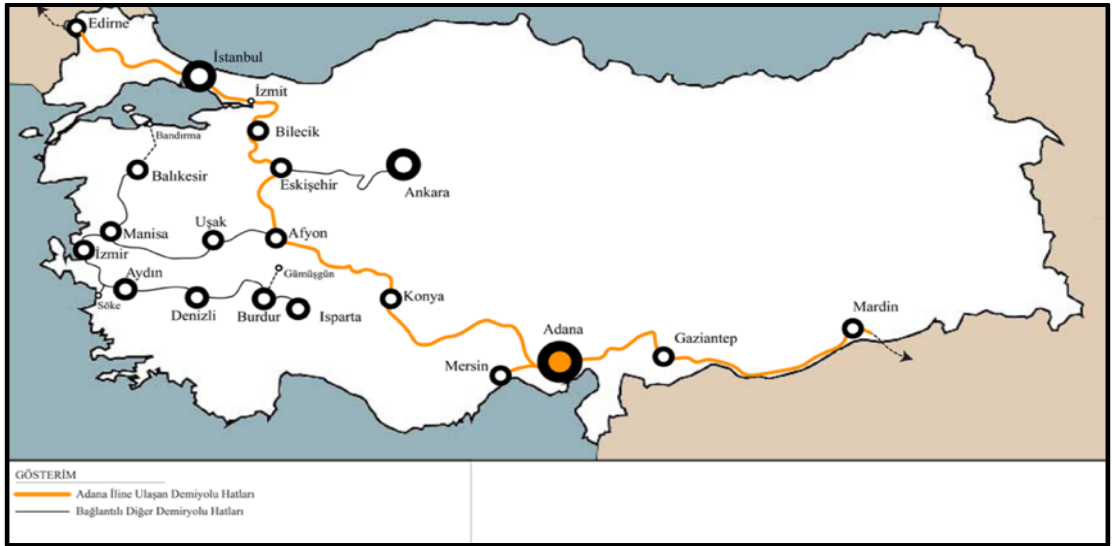 Edirne
İstanbul
İzmit
Bilecik
Bandırma
Balıkesir
Eskişehir
Ankara
Uşak
Manisa
Afyon
İzmir
Aydın
Gümüşgün
Söke
Denizli
Burdur
Isparta
Konya
Mardin
Adana
Gaziantep
Mersin
GÖSTERİM
Adana İline Ulaşan Demiyolu Hatları
Bağlantılı Diğer Demiryolu Hatları